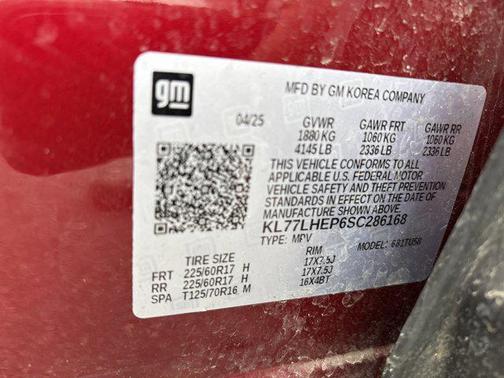 gm
MFD BY GM KOREA COMPANY
04/25 GVWR GAWR FRT GAWR RR
1880 KG 1060 KG 1060 KG
4145 LB 2336 LB 2336 LB
THIS VEHICLE CONFORMS TO ALL
APPLICABLE U.S. FEDERAL MOTOR
VEHICLE SAFETY AND THEFT PREVENTION
STANDARDS IN EFFECT ON THE DATE OF
MANUFACTURE SHOWN ABOVE.
KL77LHEP6SC286168
TYPE: MPV MODEL: 681TU58
TIRE SIZE RIM
FRT 225/60R17 H 17X7.5J
RR 225/60R17 H 17X7.5J
SPA T125/70R16 M 16X4BT